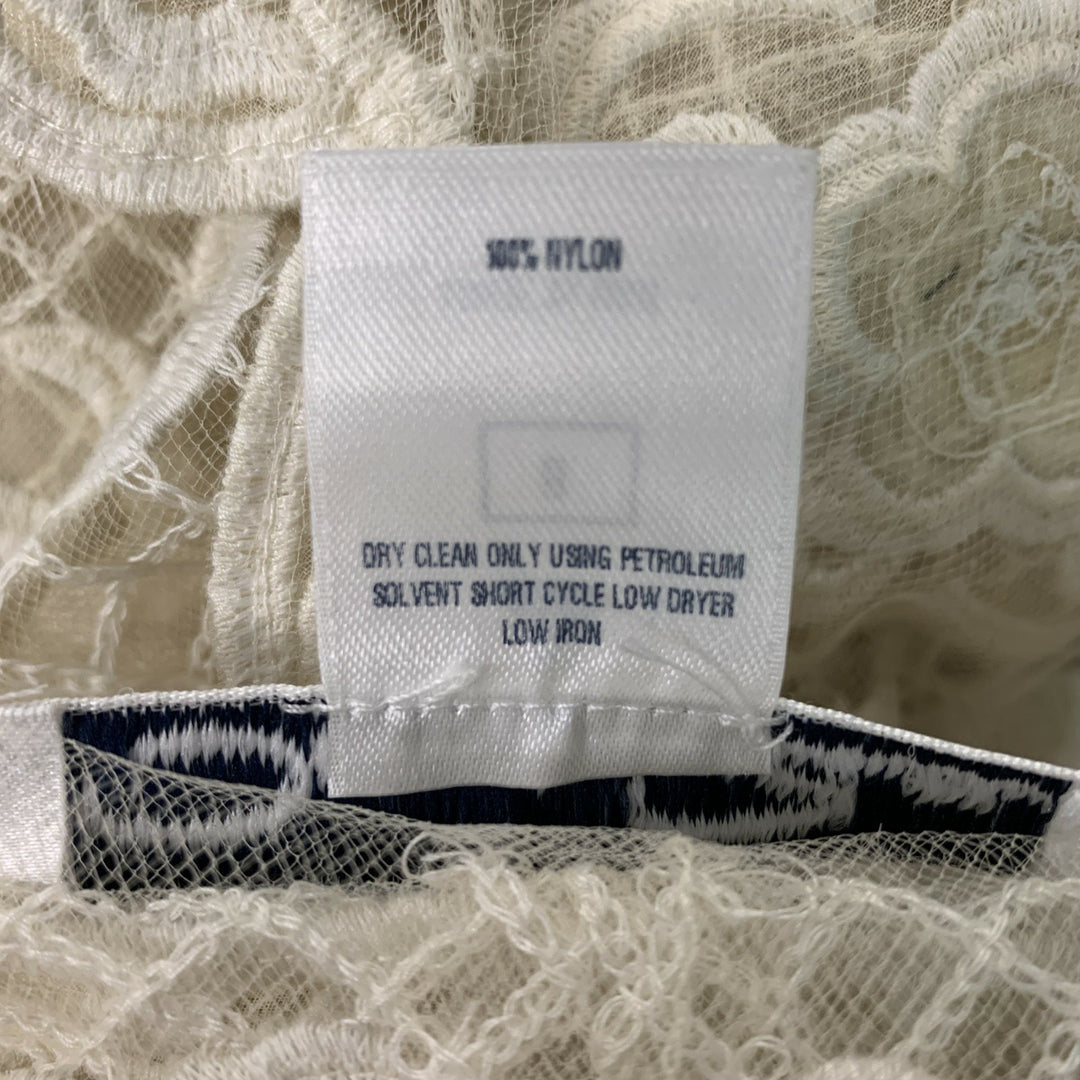 100% NYLON
DRY CLEAN ONLY USING PETROLEUM
SOLVENT SHORT CYCLE LOW DRYER
LOW IRON